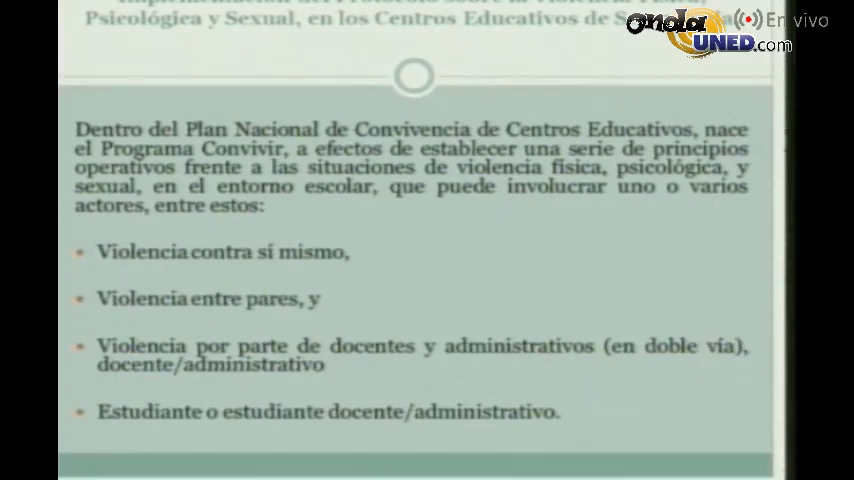 Psicológica y Sexual, en los Centros Educativos de
onda
UNED.com
En vivo
Dentro del Plan Nacional de Convivencia de Centros Educativos, nace
el Programa Convivir, a efectos de establecer una serie de principios
operativos frente a las situaciones de violencia física, psicológica, y
sexual, en el entorno escolar, que puede involucrar uno o varios
actores, entre estos:
• Violencia contra sí mismo,
• Violencia entre pares, y
• Violencia por parte de docentes y administrativos (en doble vía),
docente/administrativo
• Estudiante o estudiante docente/administrativo.